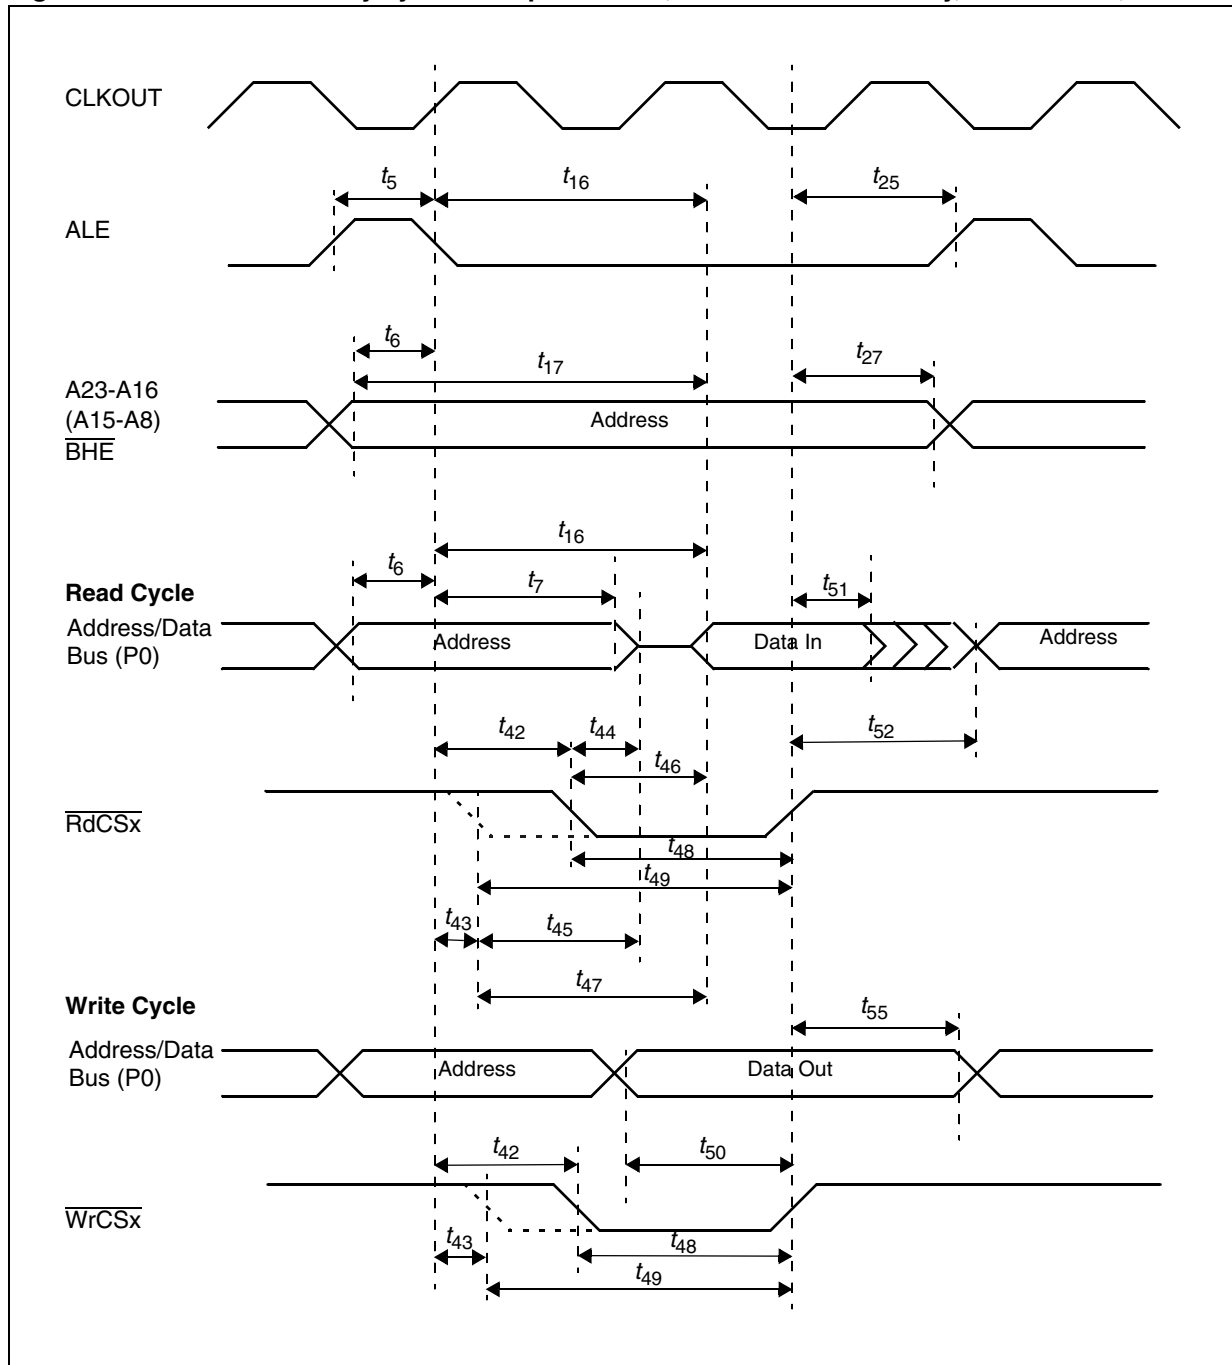 CLKOUT
t5
t16
t25
ALE
t6
t17
t27
A23-A16
(A15-A8)
BHE
Address
t16
t6
t7
t51
Read Cycle
Address/Data
Bus (P0)
Address
Data In
Address
t42
t44
t52
t46
RdCSx
t48
t49
t43
t45
t47
Write Cycle
t55
Address/Data
Bus (P0)
Address
Data Out
t42
t50
WrCSx
t43
t48
t49